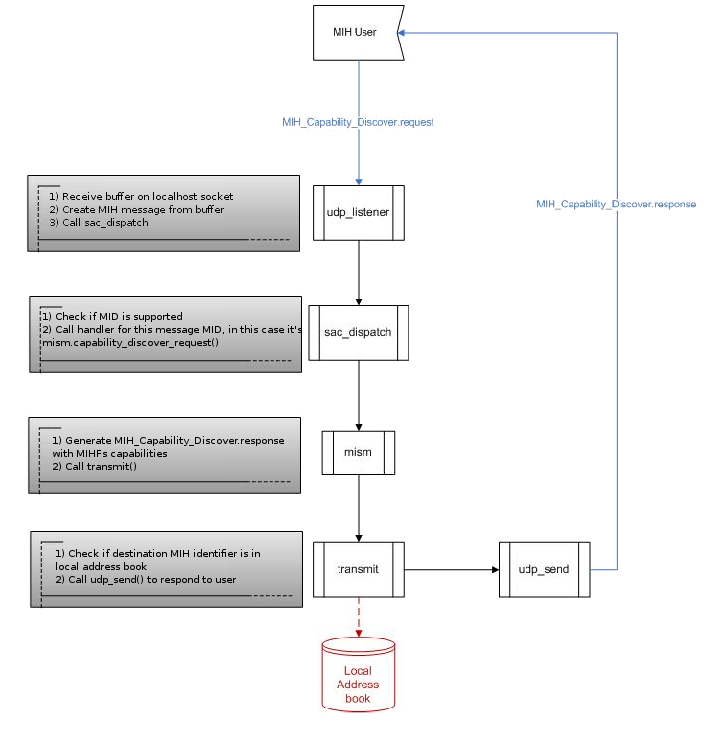 MIH User
MIH_Capability_Discover.request
MIH_Capability_Discover.response
1) Receive buffer on localhost socket
2) Create MIH message from buffer
3) Call sac_dispatch
udp_listener
1) Check if MID is supported
2) Call handler for this message MID, in this case it's
mism.capability_discover_request()
sac_dispatch
1) Generate MIH_Capability_Discover.response
with MIHFs capabilities
2) Call transmit()
mism
1) Check if destination MIH identifier is in
local address book
2) Call udp_send() to respond to user
transmit
udp_send
Local
Address
book